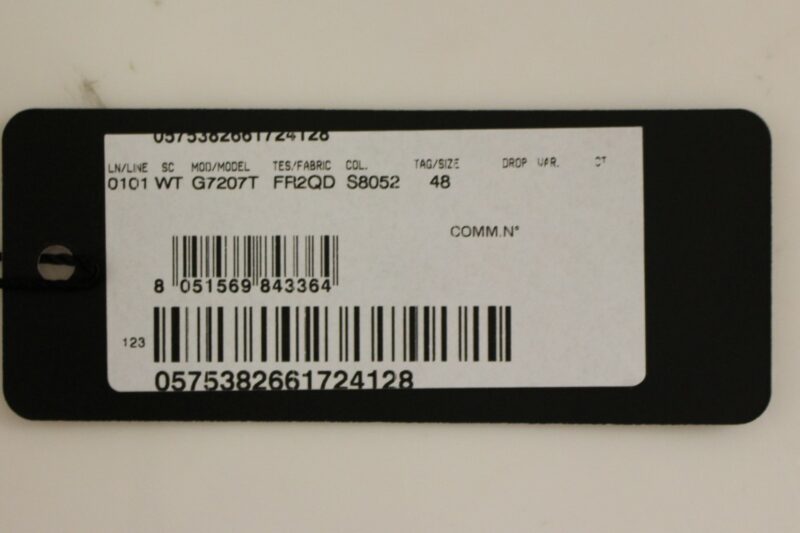 0575382661724128
LN/LINE SC MOD/MODEL TES/FABRIC COL. TAG/SIZE DROP VAR. CT
0101 WT G7207T FR2QD S8052 48
COMM.N°
8 051569 843364
123
0575382661724128